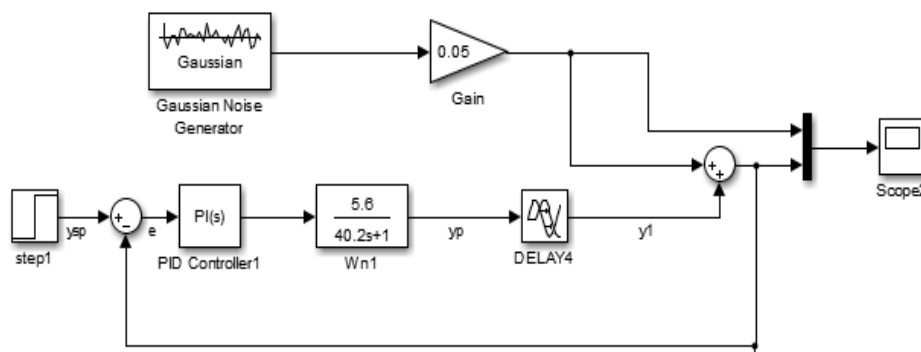 Gaussian
Gaussian Noise
Generator
0.05
Gain
+
+
Scope2
step1
ysp
+
−
e
PI(s)
PID Controller1
5.6
40.2s+1
Wn1
yp
DELAY4
y1